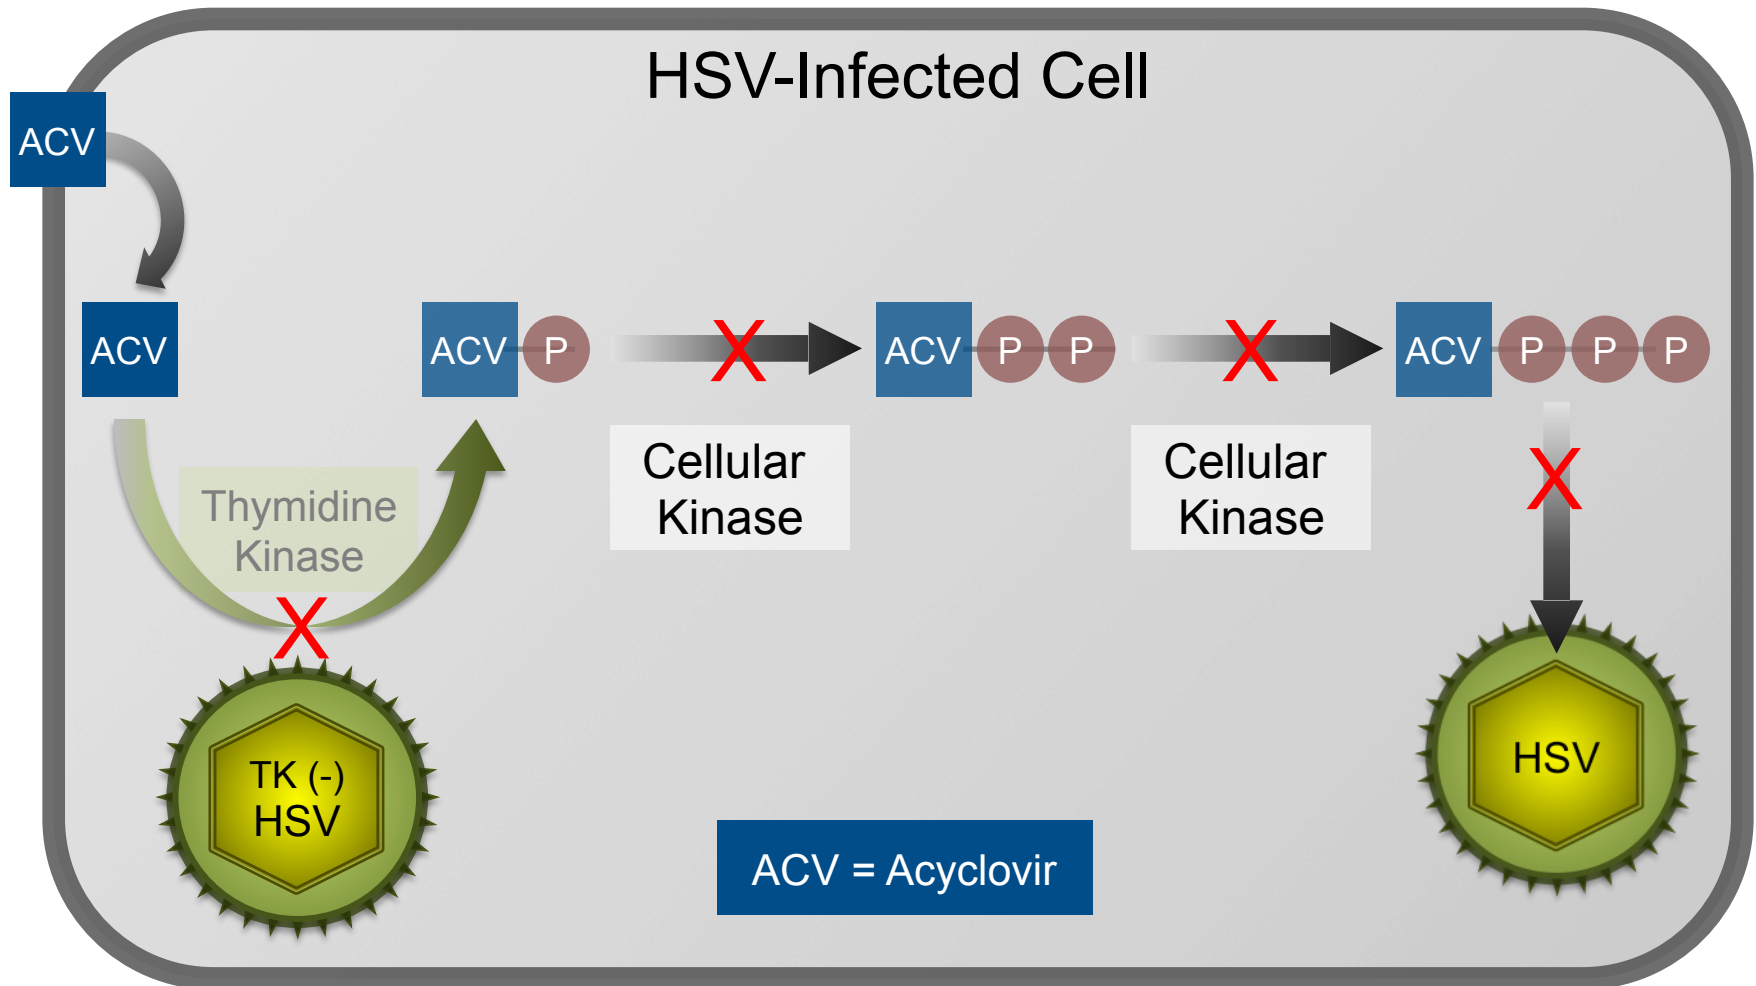 HSV-Infected Cell
ACV
ACV
ACV P
ACV P P
ACV P P P
X
X
Thymidine
Kinase
Cellular
Kinase
Cellular
Kinase
X
X
TK (-)
HSV
HSV
ACV = Acyclovir